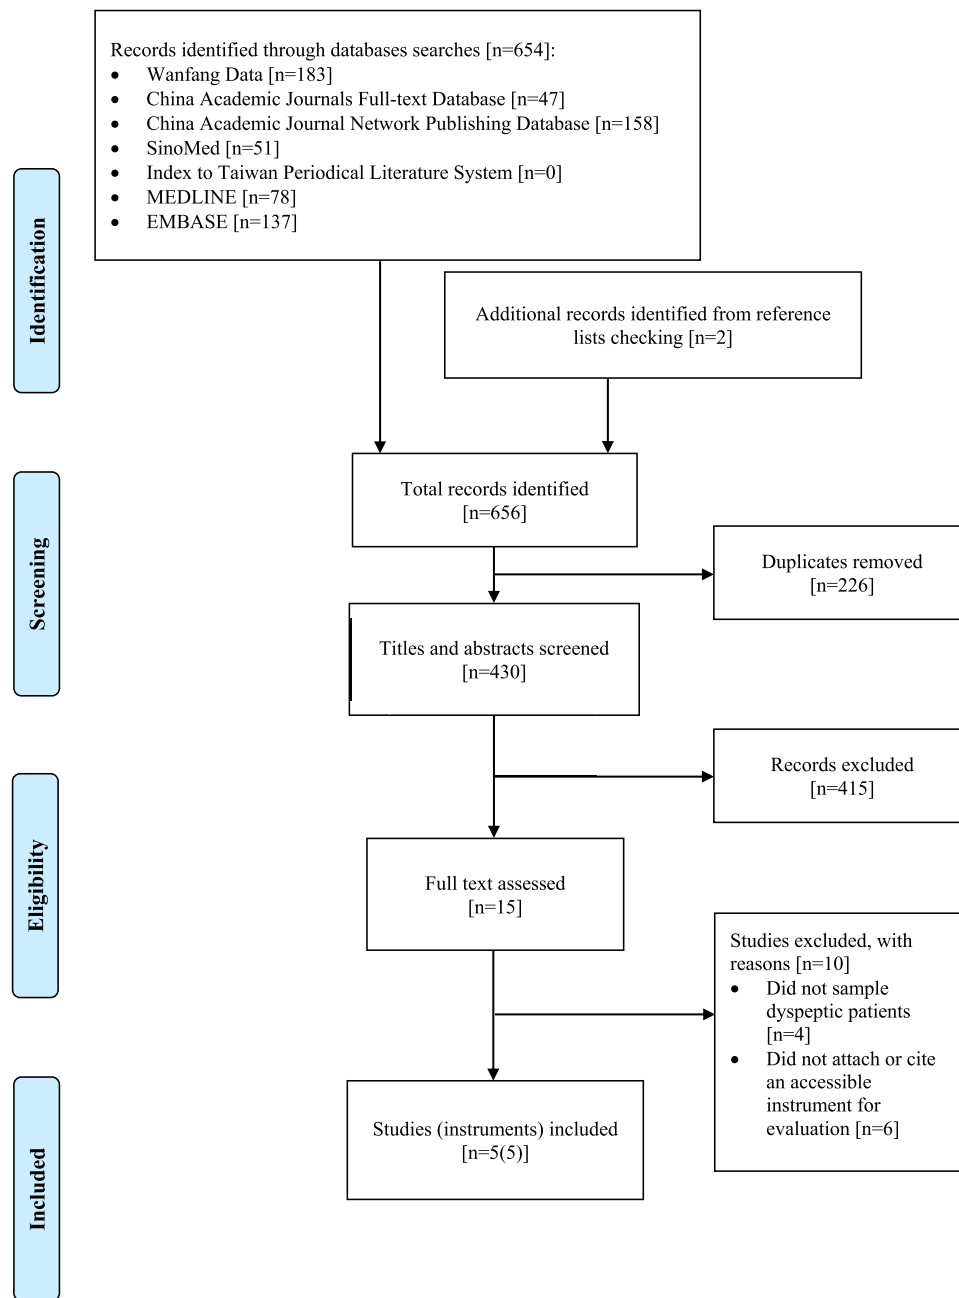 Records identified through databases searches [n=654]:
• Wanfang Data [n=183]
• China Academic Journals Full-text Database [n=47]
• China Academic Journal Network Publishing Database [n=158]
• SinoMed [n=51]
• Index to Taiwan Periodical Literature System [n=0]
• MEDLINE [n=78]
• EMBASE [n=137]
Identification
Additional records identified from reference
lists checking [n=2]
Total records identified
[n=656]
Screening
Duplicates removed
[n=226]
Titles and abstracts screened
[n=430]
Records excluded
[n=415]
Eligibility
Full text assessed
[n=15]
Studies excluded, with
reasons [n=10]
• Did not sample
dyspeptic patients
[n=4]
• Did not attach or cite
an accessible
instrument for
evaluation [n=6]
Included
Studies (instruments) included
[n=5(5)]